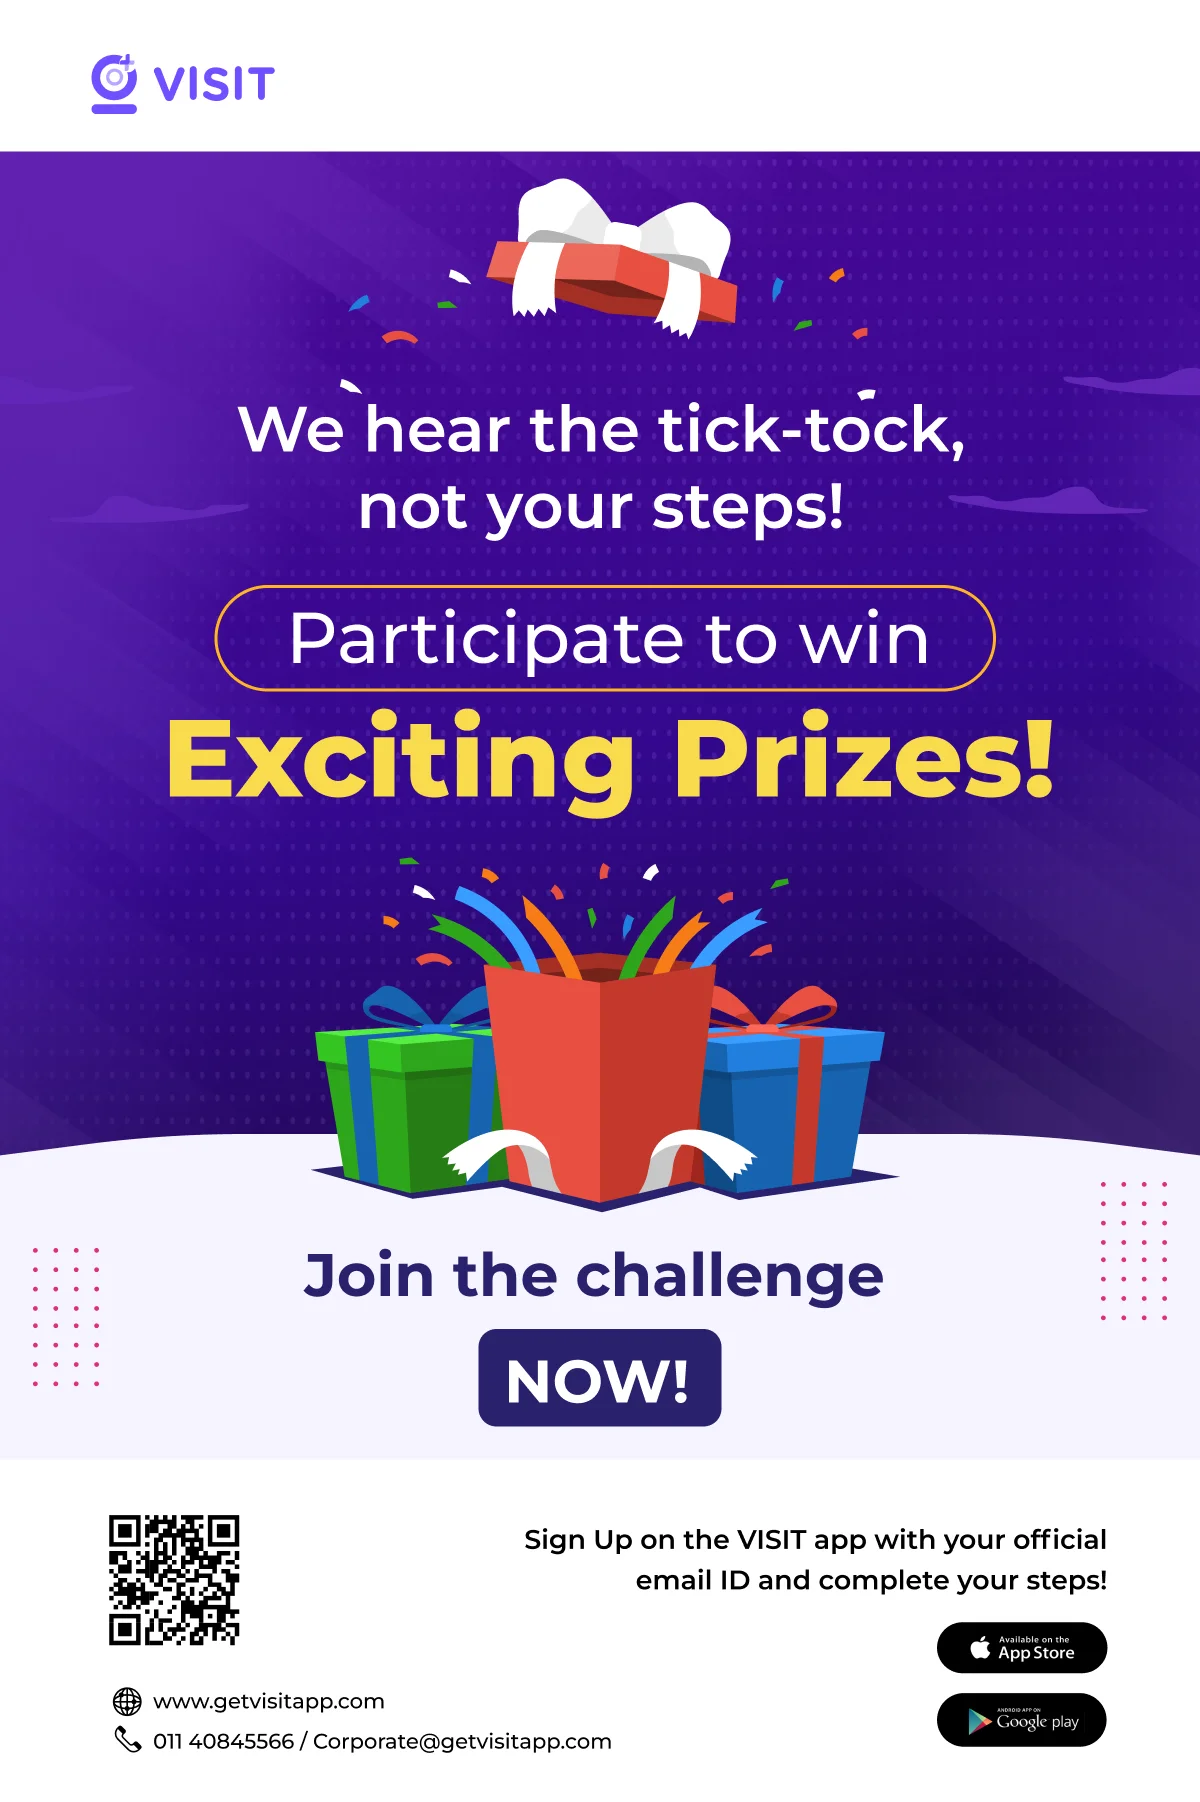 VISIT
We hear the tick-tock,
not your steps!
Participate to win
Exciting Prizes!
Join the challenge
NOW!
Sign Up on the VISIT app with your official
email ID and complete your steps!
Available on the
App Store
ANDROID APP ON
Google play
www.getvisitapp.com
011 40845566 / Corporate@getvisitapp.com